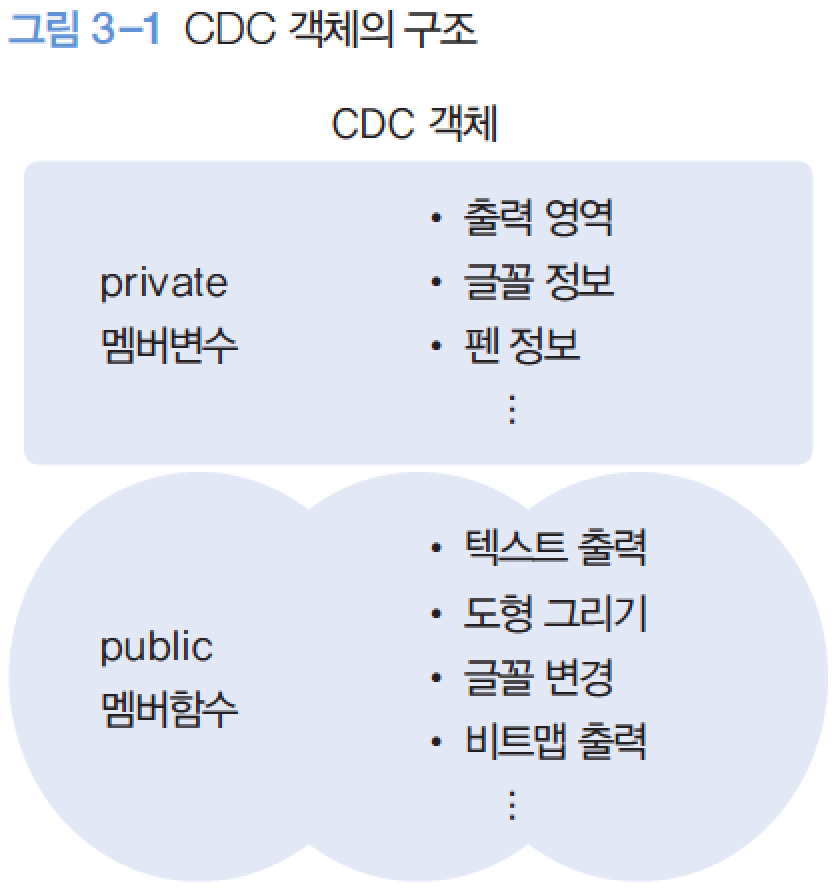 그림 3-1 CDC 객체의 구조
CDC 객체
private
멤버변수
• 출력 영역
• 글꼴 정보
• 펜 정보
⋮
public
멤버함수
• 텍스트 출력
• 도형 그리기
• 글꼴 변경
• 비트맵 출력
⋮